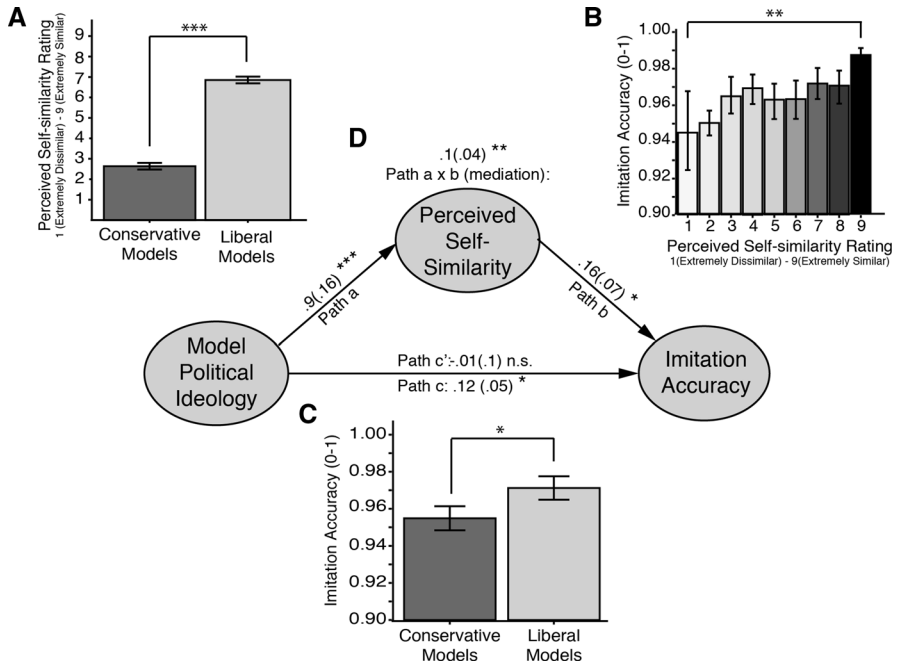 A
Perceived Self-similarity Rating
1 (Extremely Dissimilar) - 9 (Extremely Similar)
9
8
7
6
5
4
3
2
1
***
Conservative
Models
Liberal
Models
B
Imitation Accuracy (0-1)
1.00
0.98
0.96
0.94
0.92
0.90
**
1 2 3 4 5 6 7 8 9
Perceived Self-similarity Rating
1(Extremely Dissimilar) - 9(Extremely Similar)
D
.1(.04) **
Path a x b (mediation):
Perceived
Self-
Similarity
.9(.16) ***
Path a
.16(.07) *
Path b
Model
Political
Ideology
Path c':-.01(.1) n.s.
Path c: .12 (.05) *
Imitation
Accuracy
C
Imitation Accuracy (0-1)
1.00
0.98
0.96
0.94
0.92
0.90
*
Conservative
Models
Liberal
Models